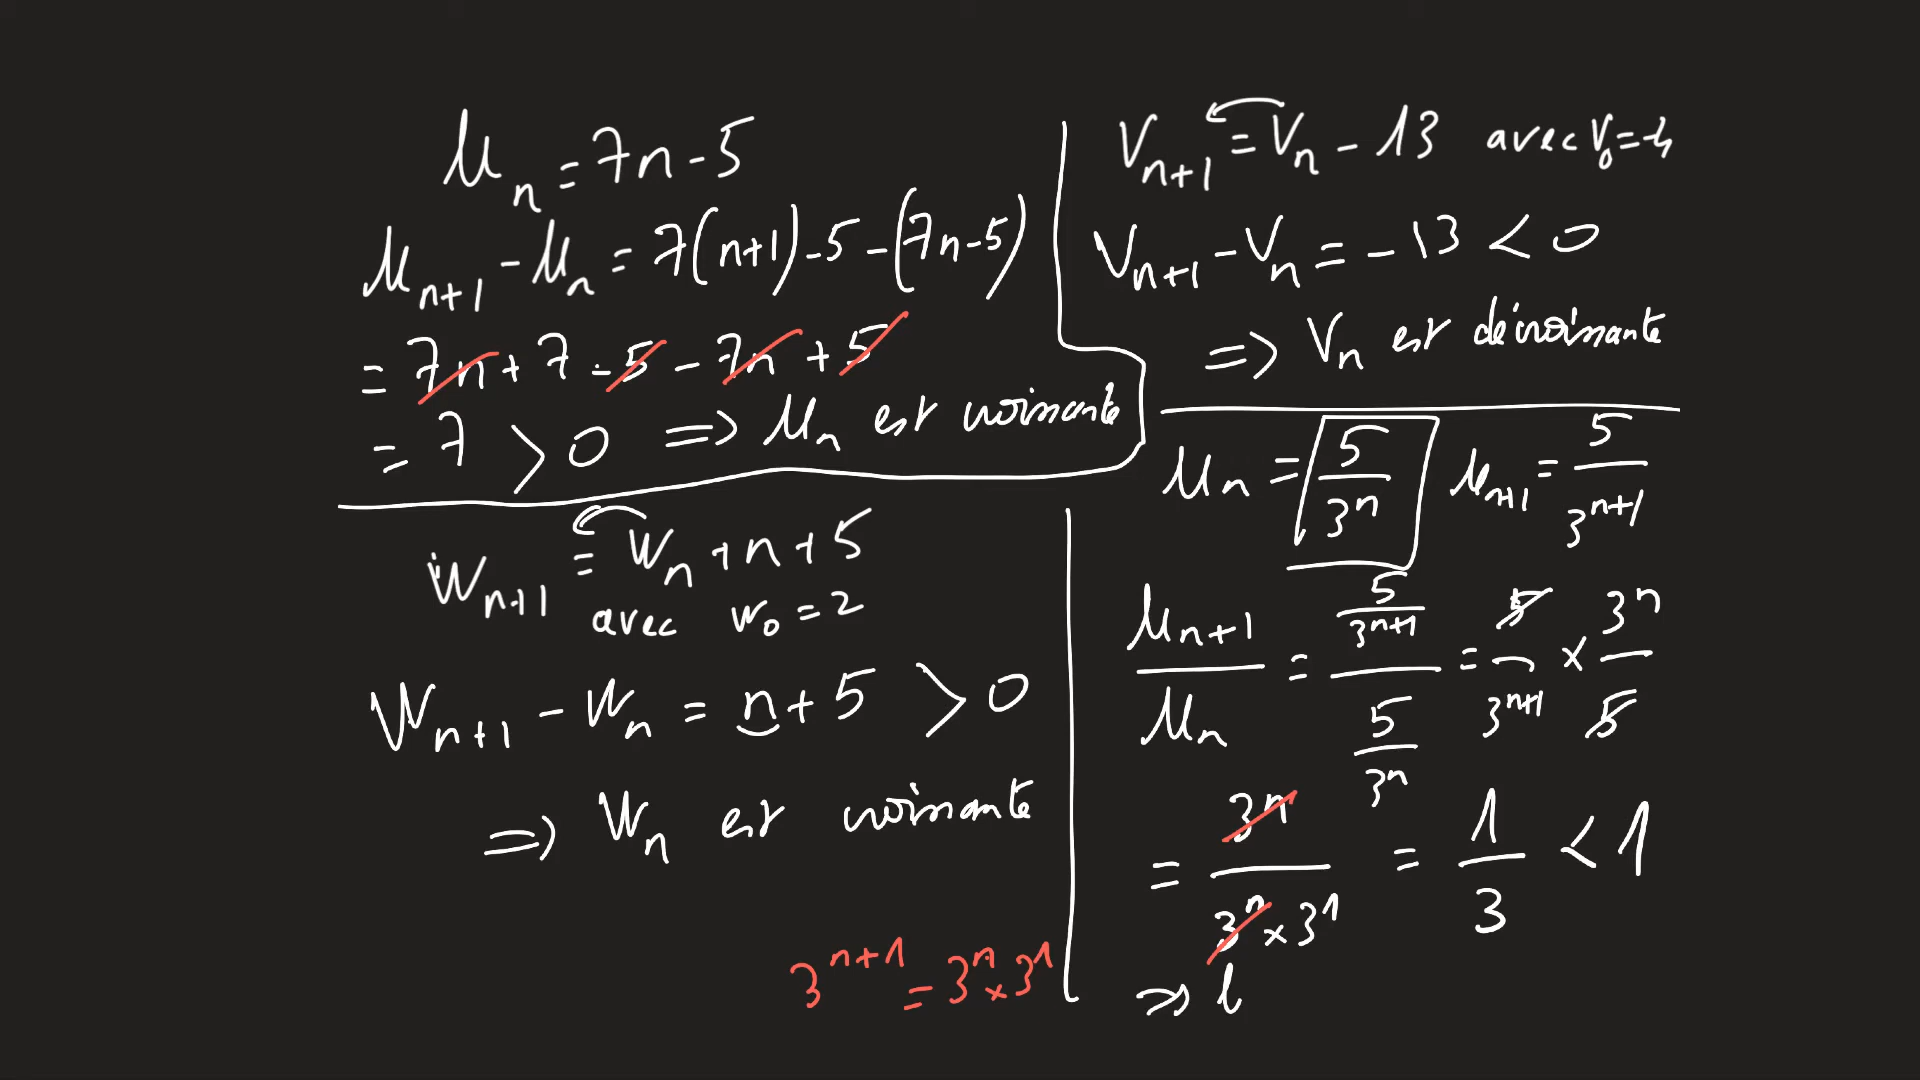 Un = 7n - 5
Un+1 - Un = 7(n+1) - 5 - (7n - 5)
= 7n + 7 - 5 - 7n + 5
= 7 > 0 => Un est croissante
Vn+1 = Vn - 13 avec V0 =
Vn+1 - Vn = -13 < 0
=> Vn est décroissante
Wn+1 = Wn + n + 5
avec W0 = 2
Wn+1 - Wn = n + 5 > 0
=> Wn est croissante
3^(n+1) = 3^n × 3^1
Un = 5/3^n Un+1 = 5/3^(n+1)
Un+1/Un = (5/3^(n+1))/(5/3^n) = 5/3^(n+1) × 3^n/5
= 3^n/(3^n × 3^1) = 1/3 < 1
=> l